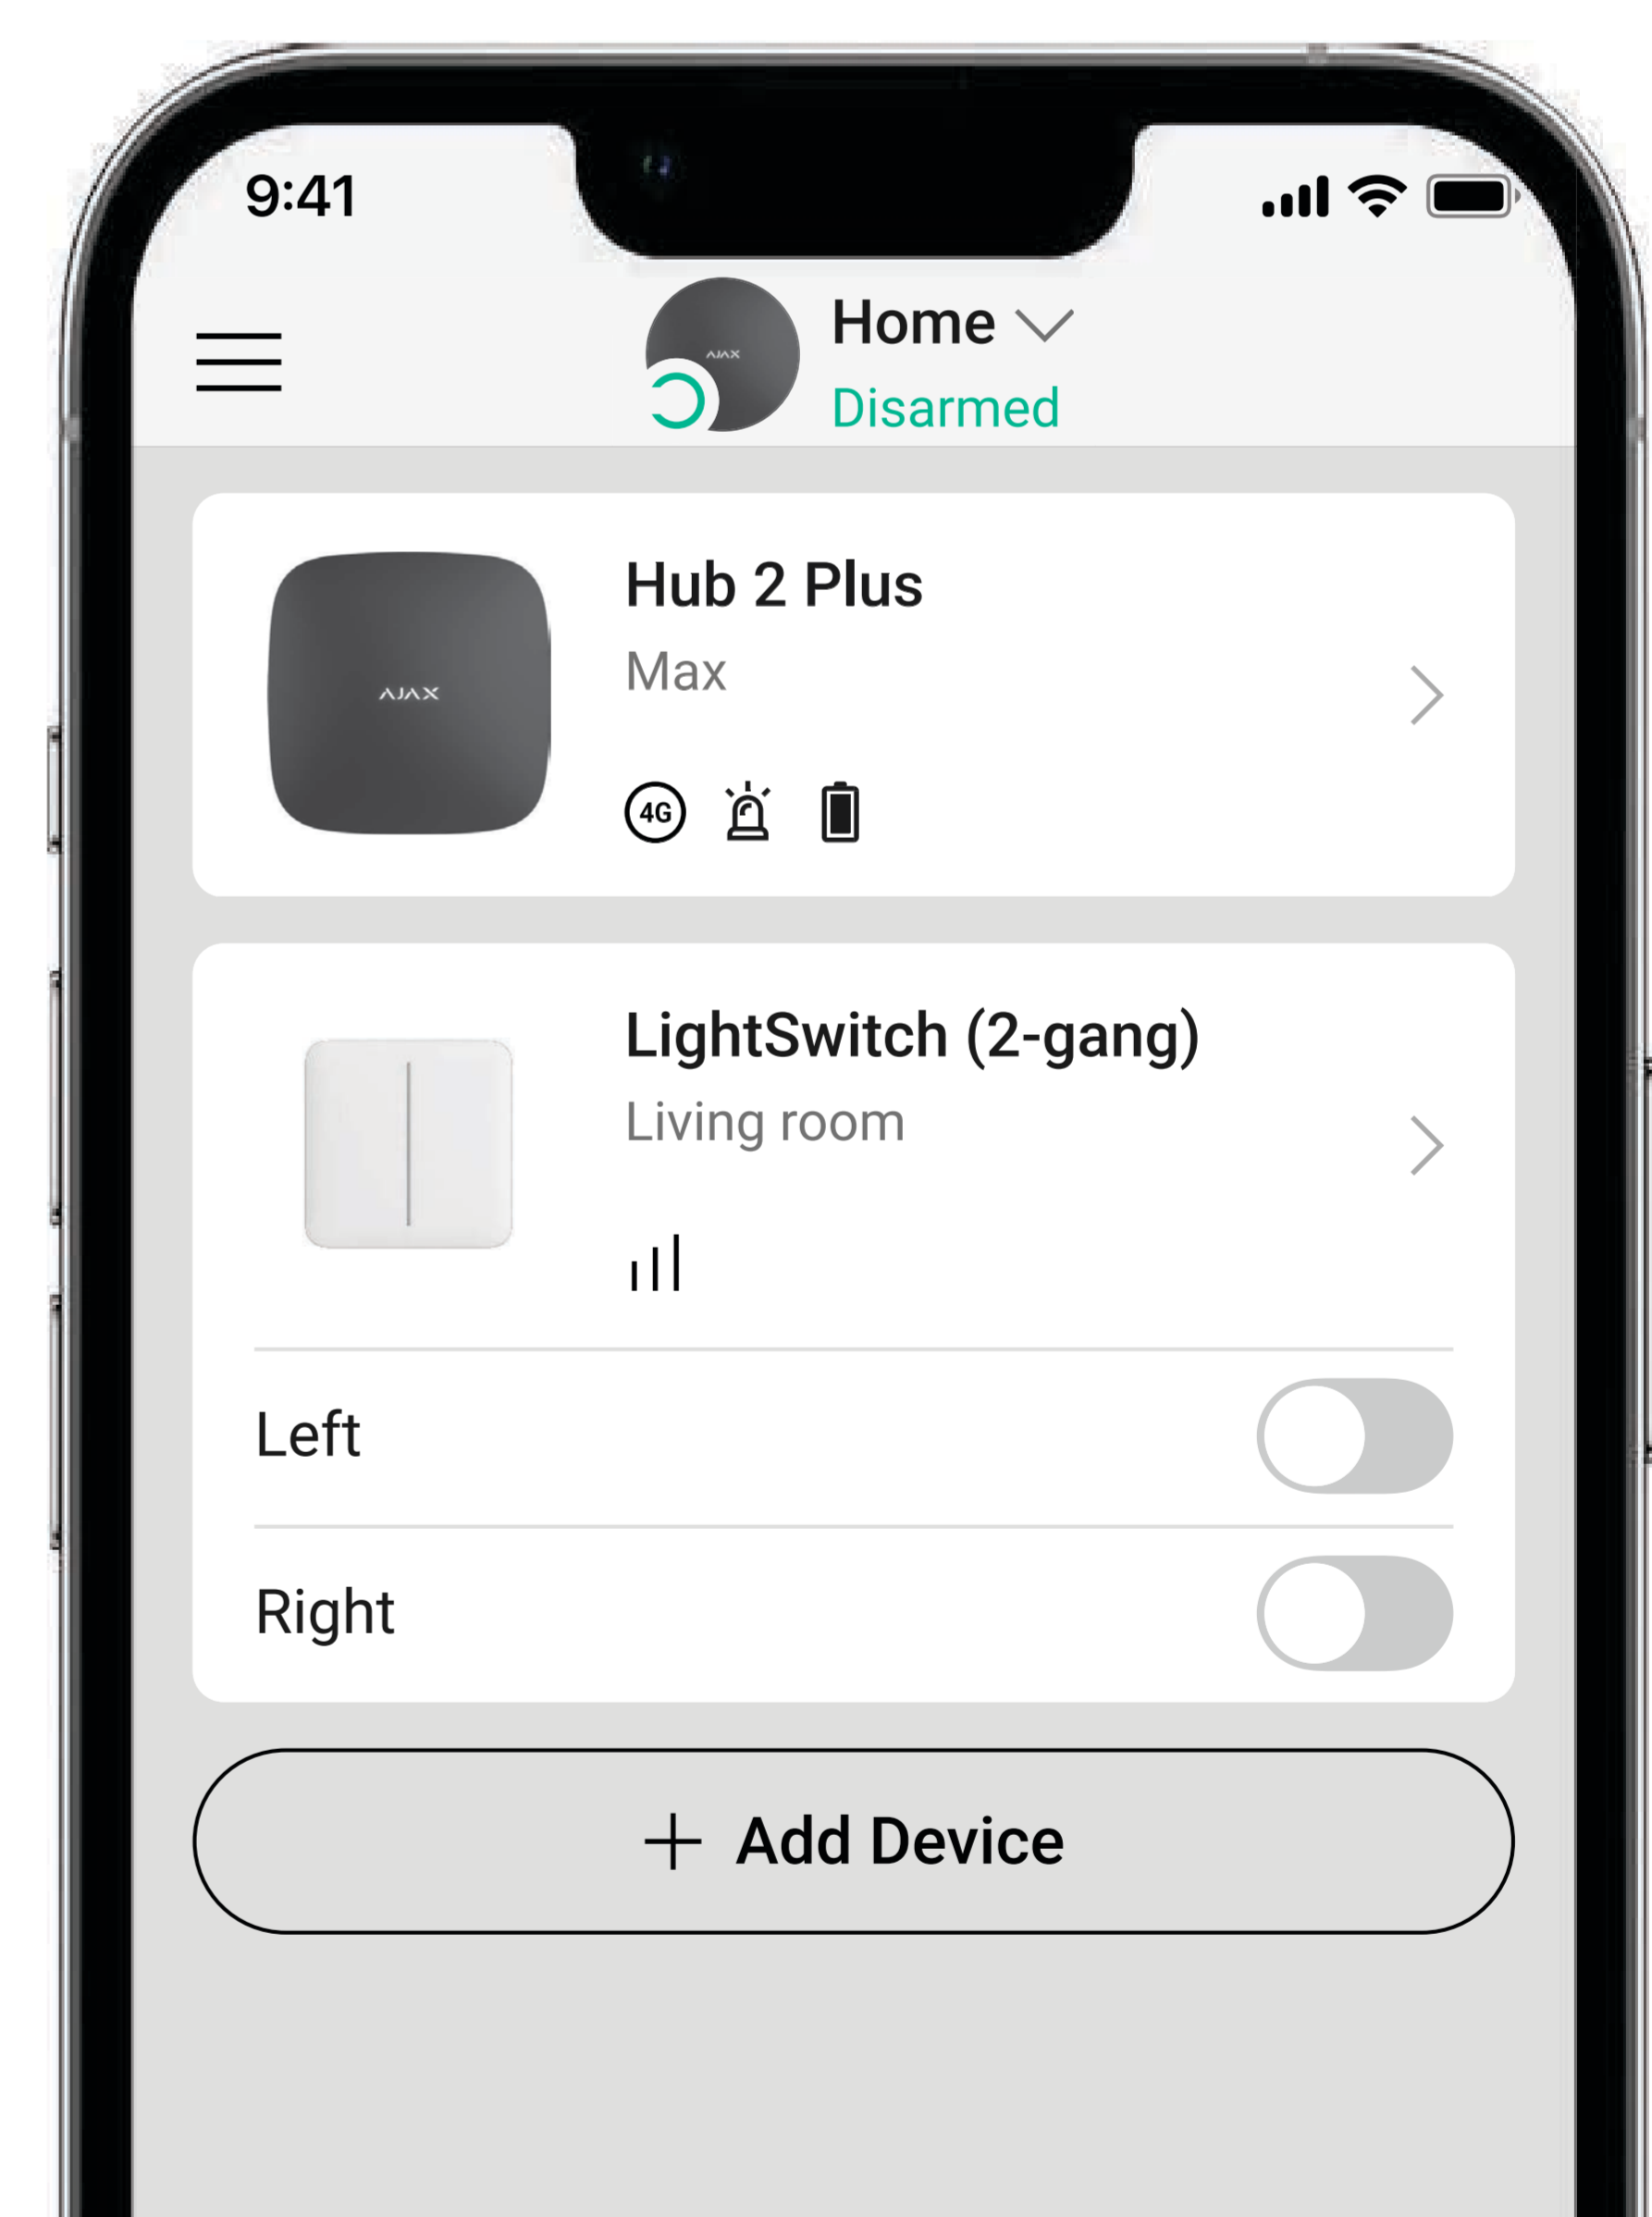 9:41
AJAX
Home
Disarmed
AJAX
Hub 2 Plus
Max
4G
LightSwitch (2-gang)
Living room
Left
Right
+ Add Device